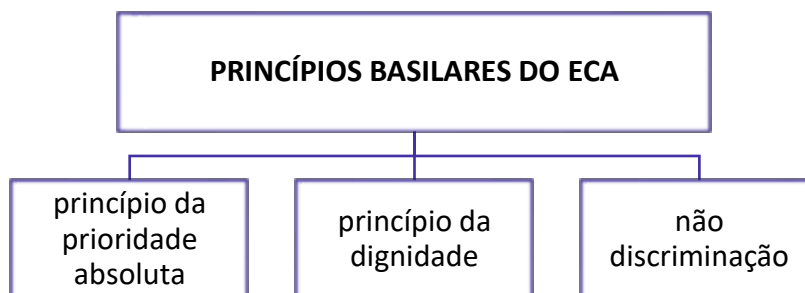 PRINCÍPIOS BASILARES DO ECA
princípio da
prioridade
absoluta
princípio da
dignidade
não
discriminação